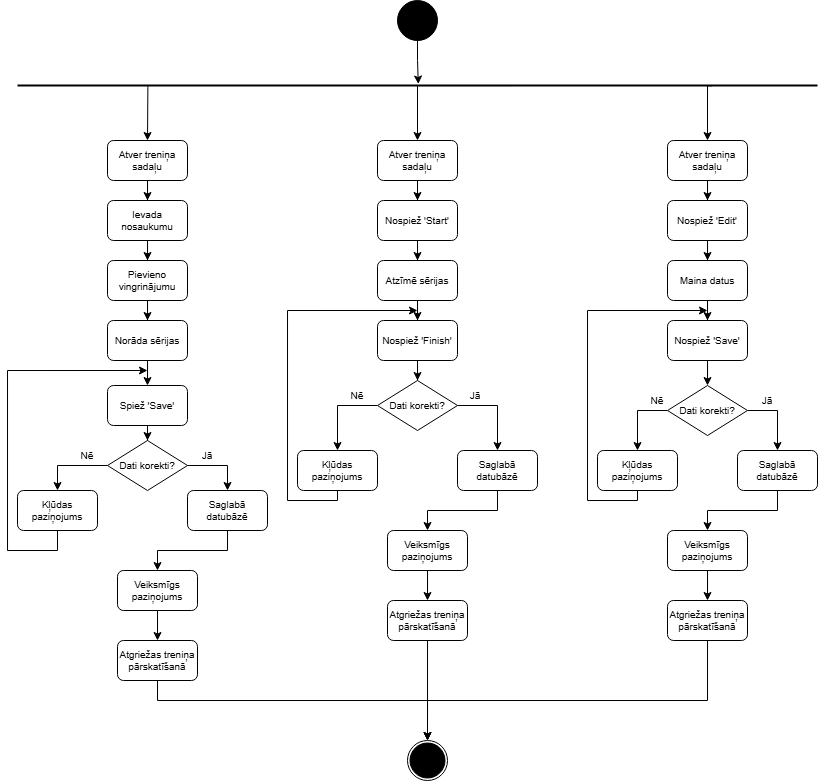 Atver treniņa
sadaļu
Ievada
nosaukumu
Pievieno
vingrinājumu
Norāda sērijas
Spiež 'Save'
Dati korekti?
Nē
Jā
Kļūdas
paziņojums
Saglabā
datubāzē
Veiksmīgs
paziņojums
Atgriežas treniņa
pārskatīšanā
Atver treniņa
sadaļu
Nospiež 'Start'
Atzīmē sērijas
Nospiež 'Finish'
Dati korekti?
Nē
Jā
Kļūdas
paziņojums
Saglabā
datubāzē
Veiksmīgs
paziņojums
Atgriežas treniņa
pārskatīšanā
Atver treniņa
sadaļu
Nospiež 'Edit'
Maina datus
Nospiež 'Save'
Dati korekti?
Nē
Jā
Kļūdas
paziņojums
Saglabā
datubāzē
Veiksmīgs
paziņojums
Atgriežas treniņa
pārskatīšanā